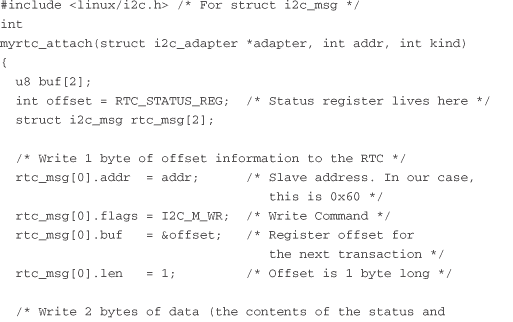 #include <linux/i2c.h> /* For struct i2c_msg */
int
myrtc_attach(struct i2c_adapter *adapter, int addr, int kind)
{
  u8 buf[2];
  int offset = RTC_STATUS_REG;  /* Status register lives here */
  struct i2c_msg rtc_msg[2];

  /* Write 1 byte of offset information to the RTC */
  rtc_msg[0].addr  = addr;      /* Slave address. In our case,
                                   this is 0x60 */
  rtc_msg[0].flags = I2C_M_WR;  /* Write Command */
  rtc_msg[0].buf   = &offset;   /* Register offset for
                                   the next transaction */
  rtc_msg[0].len   = 1;         /* Offset is 1 byte long */

  /* Write 2 bytes of data (the contents of the status and